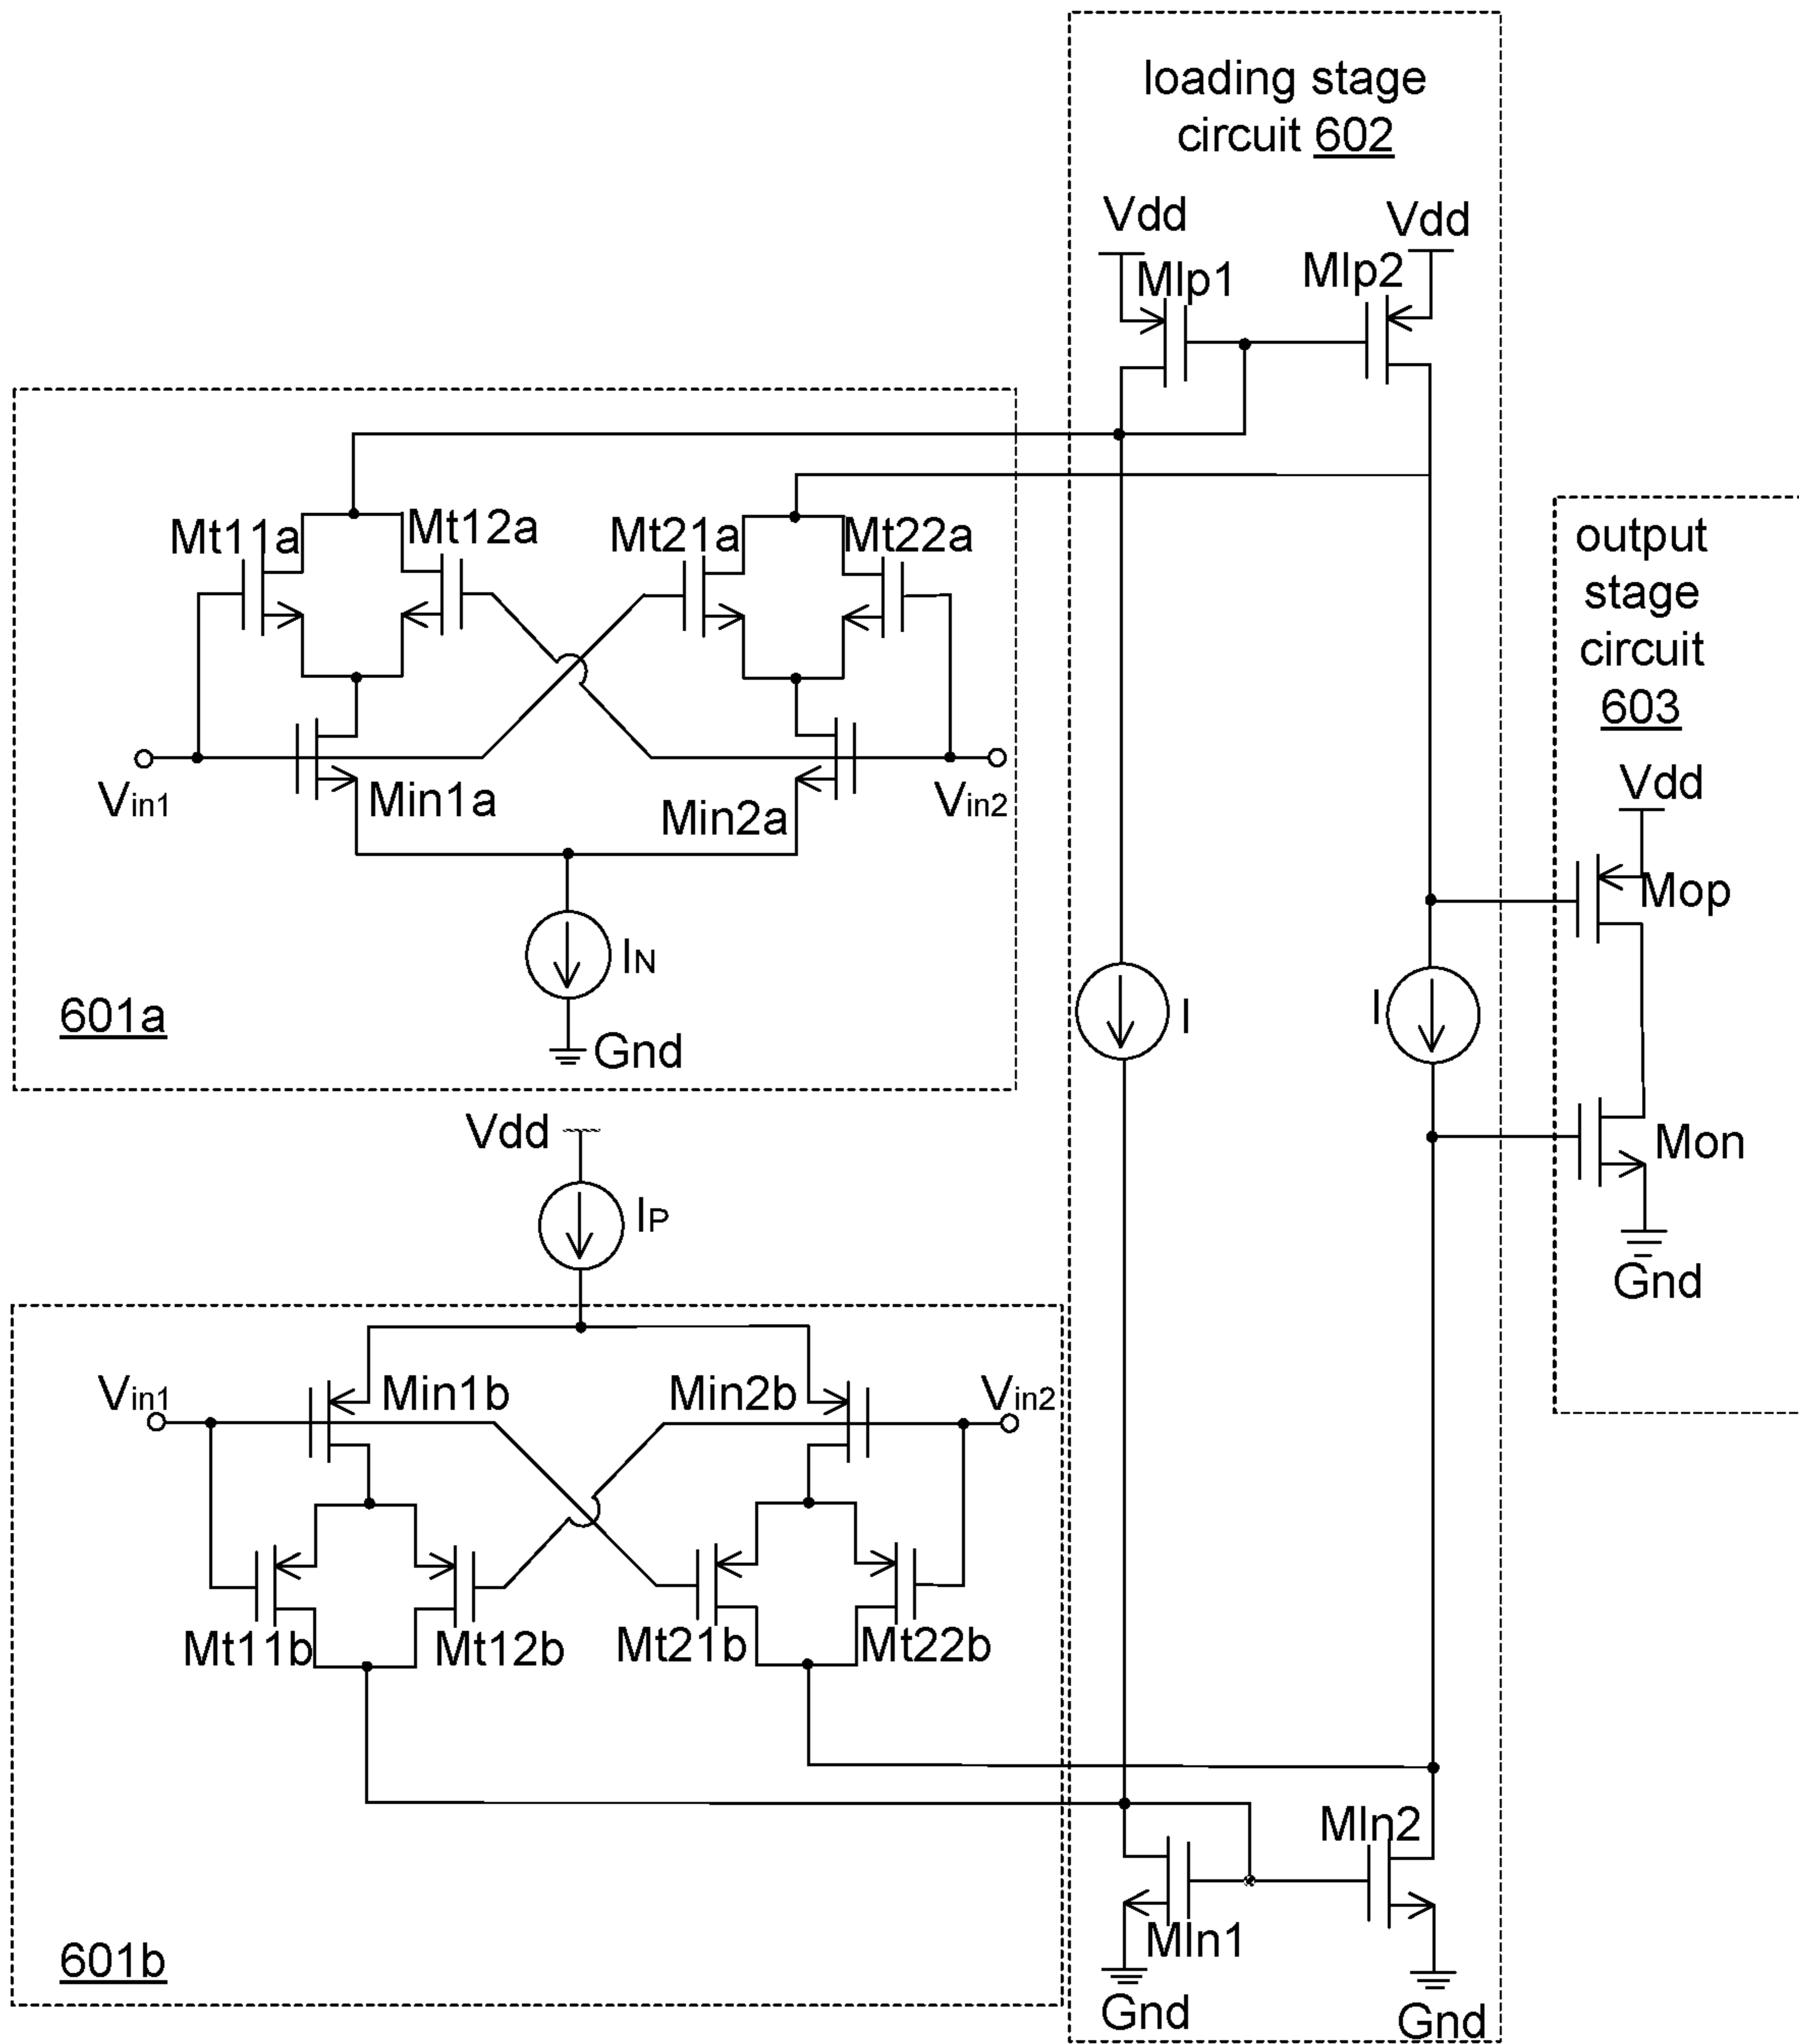 loading stage
circuit 602
Vdd
Vdd
Mlp1
Mlp2
Mt11a
Mt12a
Mt21a
Mt22a
Vin1
Min1a
Min2a
Vin2
IN
Gnd
601a
I
I
output
stage
circuit
603
Vdd
Mop
Mon
Gnd
Vdd
IP
Vin1
Min1b
Min2b
Vin2
Mt11b
Mt12b
Mt21b
Mt22b
Mln1
Mln2
Gnd
Gnd
601b